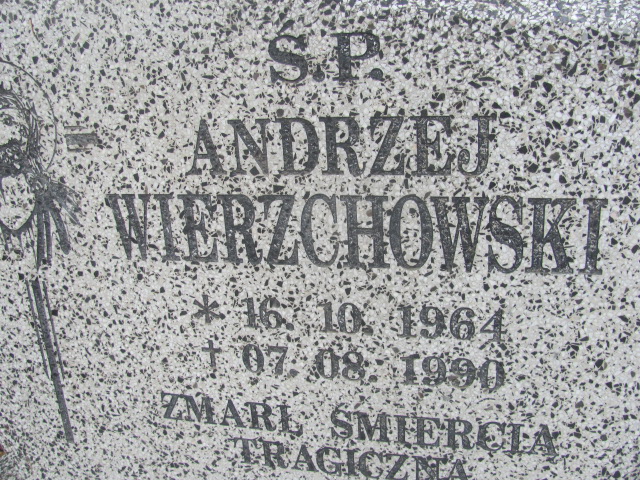 Ś.P.
ANDRZEJ
WIERZCHOWSKI
* 16. 10. 1964
† 07. 08. 1990
ZMARŁ ŚMIERCIĄ
TRAGICZNĄ